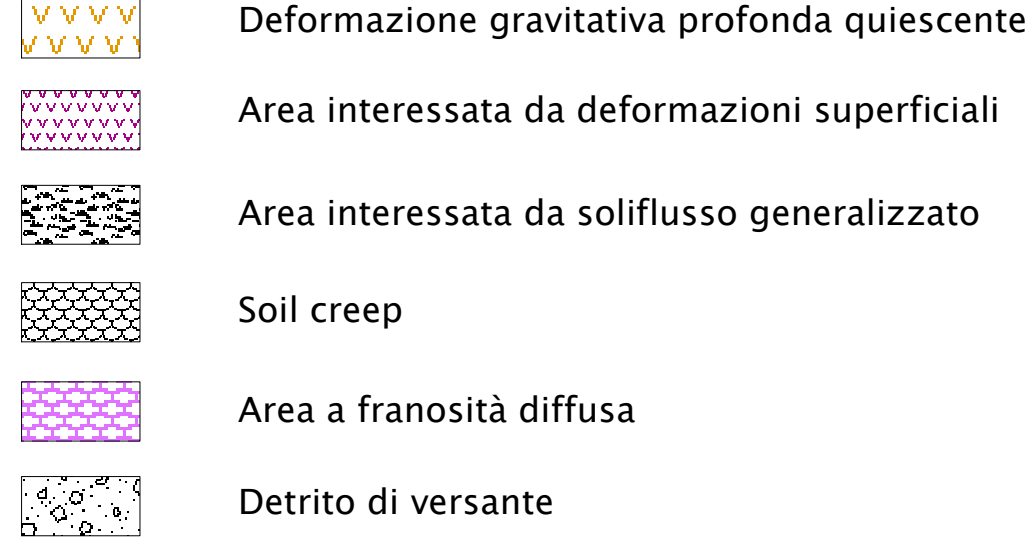 Deformazione gravitativa profonda quiescente
Area interessata da deformazioni superficiali
Area interessata da soliflusso generalizzato
Soil creep
Area a franosità diffusa
Detrito di versante